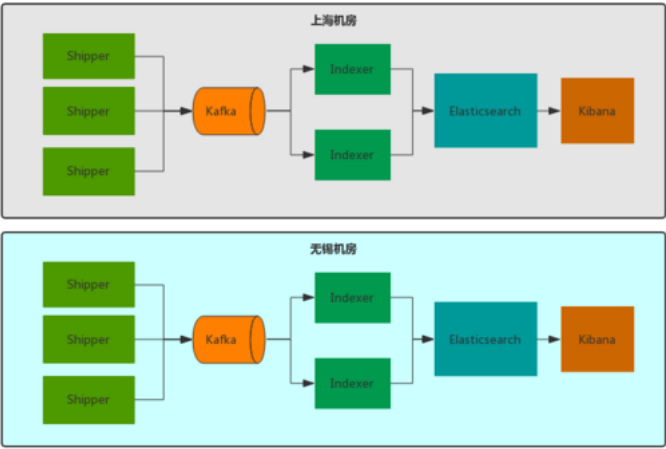 上海机房
Shipper
Shipper
Shipper
Kafka
Indexer
Indexer
Elasticsearch
Kibana
无锡机房
Shipper
Shipper
Shipper
Kafka
Indexer
Indexer
Elasticsearch
Kibana